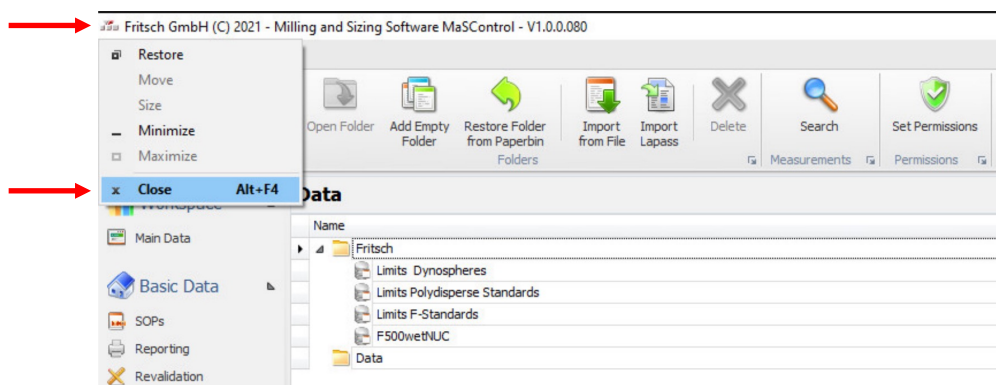 Fritsch GmbH (C) 2021 - Milling and Sizing Software MaSControl - V1.0.0.080
Restore
Move
Size
Minimize
Maximize
Close Alt+F4
Open Folder
Add Empty
Folder
Restore Folder
from Paperbin
Folders
Import
from File
Import
Lapass
Delete
Search
Measurements
Set Permissions
Permissions
Data
Workspace
Main Data
Basic Data
SOPs
Reporting
Revalidation
Name
Fritsch
Limits Dynospheres
Limits Polydisperse Standards
Limits F-Standards
F500wetNUC
Data